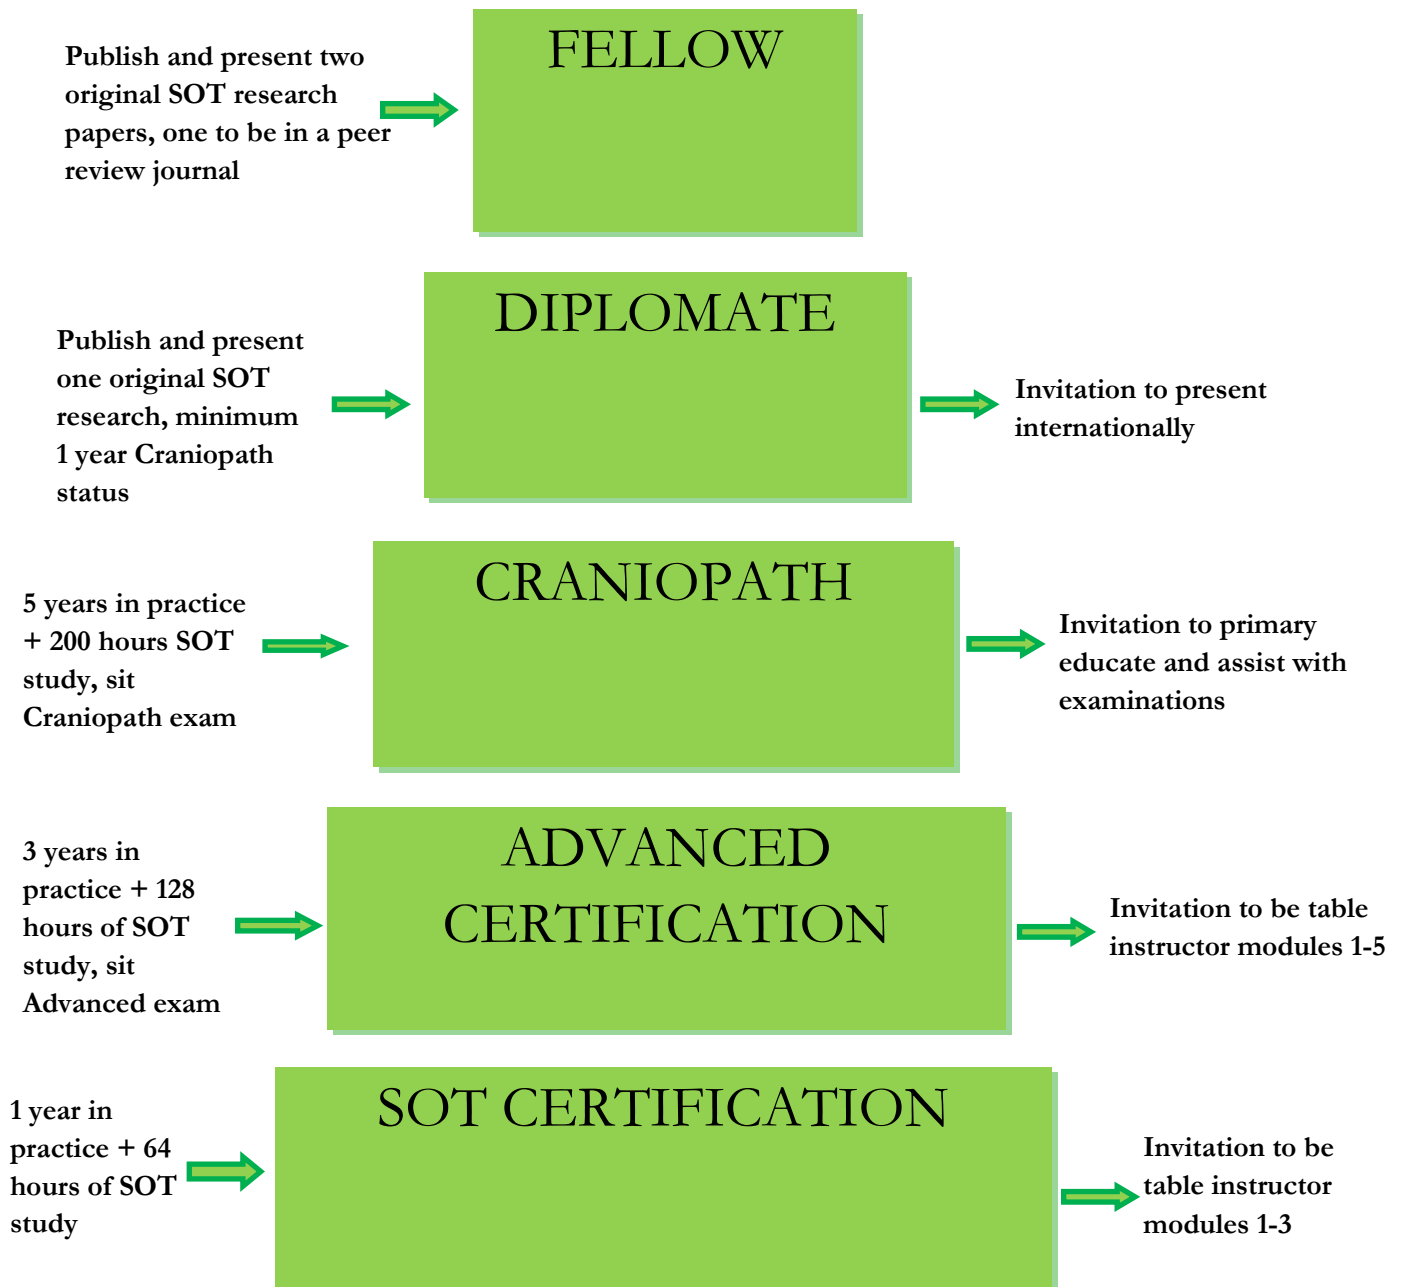 Publish and present two
original SOT research
papers, one to be in a peer
review journal
FELLOW
Publish and present
one original SOT
research, minimum
1 year Craniopath
status
DIPLOMATE
Invitation to present
internationally
5 years in practice
+ 200 hours SOT
study, sit
Craniopath exam
CRANIOPATH
Invitation to primary
educate and assist with
examinations
3 years in
practice + 128
hours of SOT
study, sit
Advanced exam
ADVANCED
CERTIFICATION
Invitation to be table
instructor modules 1-5
1 year in
practice + 64
hours of SOT
study
SOT CERTIFICATION
Invitation to be
table instructor
modules 1-3